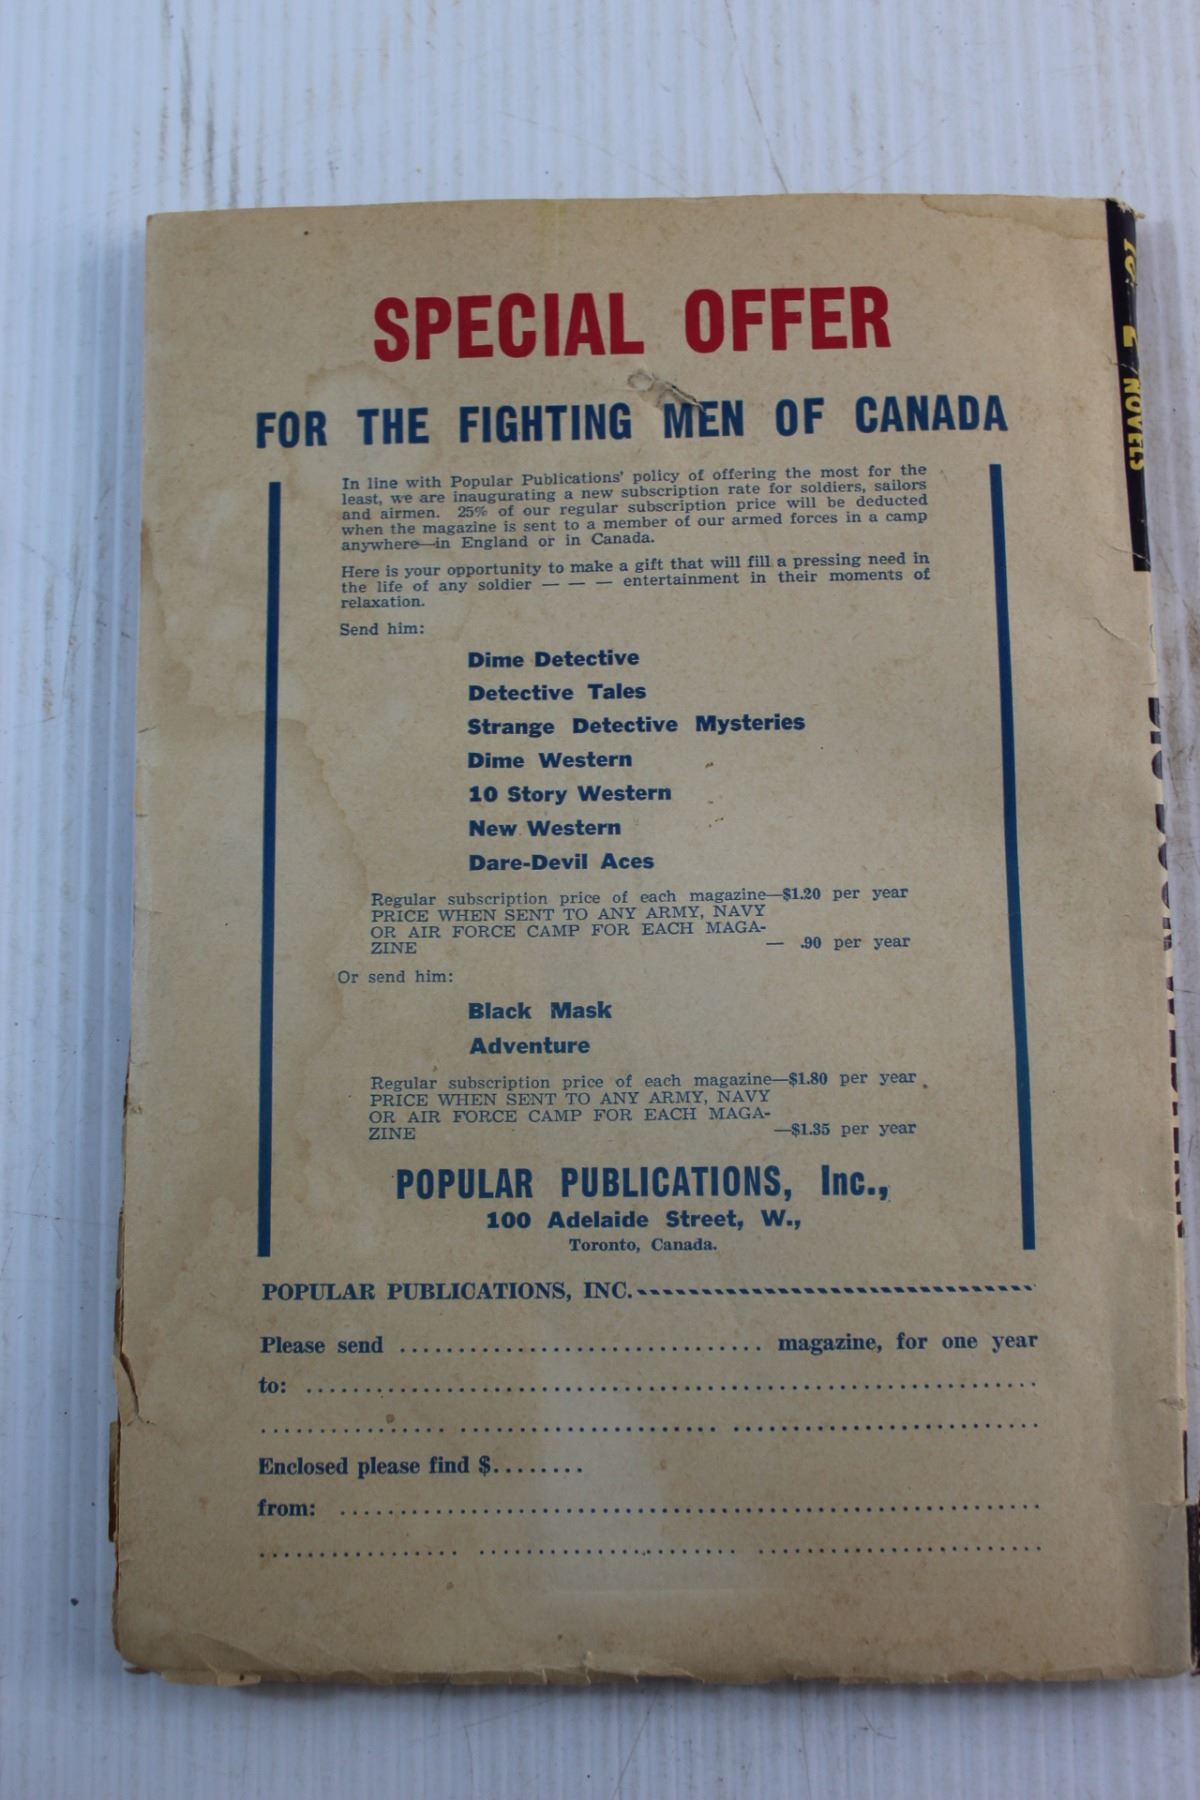 SPECIAL OFFER
FOR THE FIGHTING MEN OF CANADA
In line with Popular Publications' policy of offering the most for the
least, we are inaugurating a new subscription rate for soldiers, sailors
and airmen. 25% of our regular subscription price will be deducted
when the magazine is sent to a member of our armed forces in a camp
anywhere—in England or in Canada.
Here is your opportunity to make a gift that will fill a pressing need in
the life of any soldier — — — entertainment in their moments of
relaxation.
Send him:
Dime Detective
Detective Tales
Strange Detective Mysteries
Dime Western
10 Story Western
New Western
Dare-Devil Aces
Regular subscription price of each magazine—$1.20 per year
PRICE WHEN SENT TO ANY ARMY, NAVY
OR AIR FORCE CAMP FOR EACH MAGA-
ZINE — .90 per year
Or send him:
Black Mask
Adventure
Regular subscription price of each magazine—$1.80 per year
PRICE WHEN SENT TO ANY ARMY, NAVY
OR AIR FORCE CAMP FOR EACH MAGA-
ZINE —$1.35 per year
POPULAR PUBLICATIONS, Inc.,
100 Adelaide Street, W.,
Toronto, Canada.
POPULAR PUBLICATIONS, INC.
Please send .............................. magazine, for one year
to: ..............................
..............................
Enclosed please find $........
from: ..............................
..............................
2 NOVELS